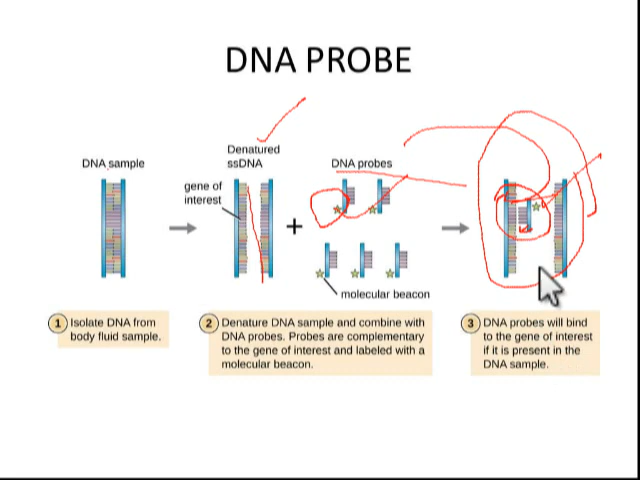 DNA PROBE
DNA sample
Denatured
ssDNA
DNA probes
gene of
interest
+
molecular beacon
1 Isolate DNA from
body fluid sample.
2 Denature DNA sample and combine with
DNA probes. Probes are complementary
to the gene of interest and labeled with a
molecular beacon.
3 DNA probes will bind
to the gene of interest
if it is present in the
DNA sample.